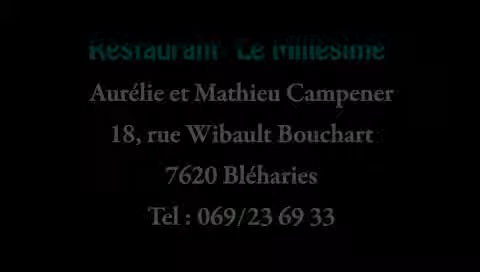 Restaurant Le Millésime
Aurélie et Mathieu Campener
18, rue Wibault Bouchart
7620 Bléharies
Tel : 069/23 69 33